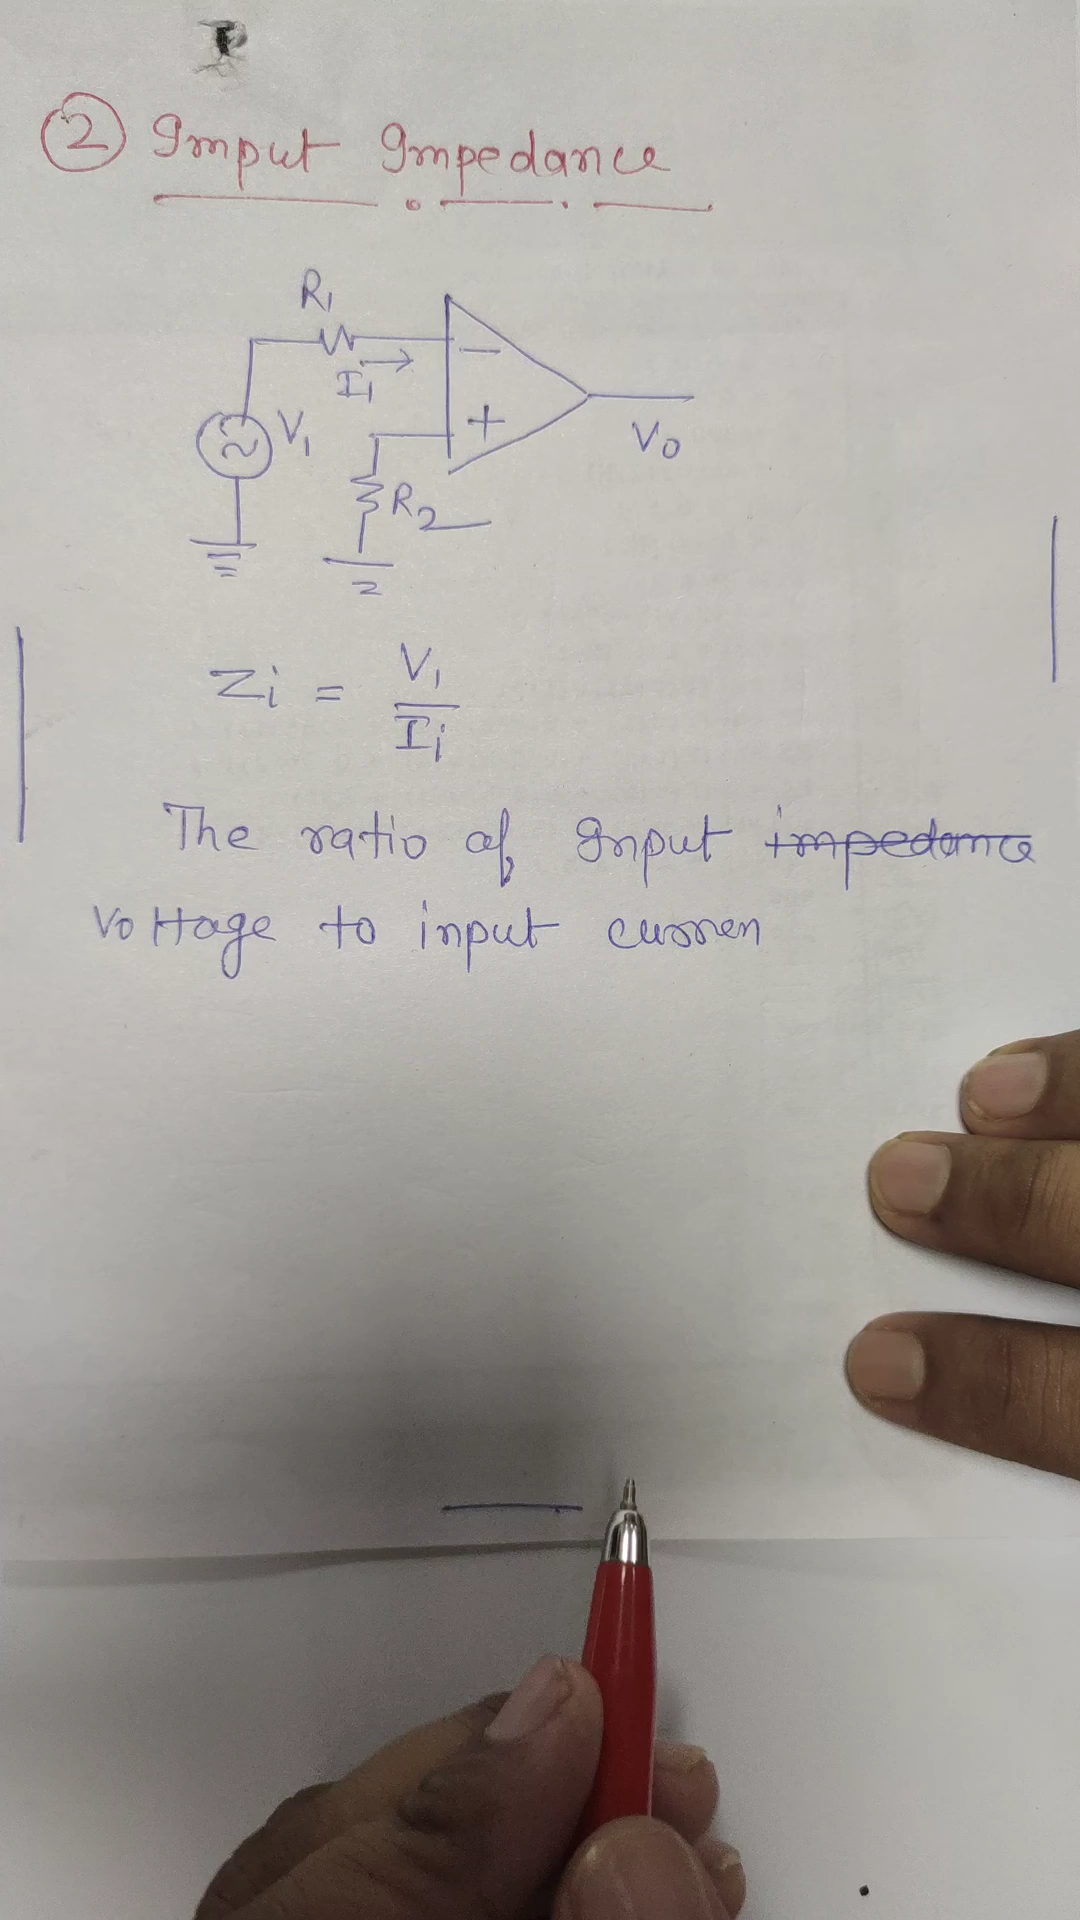 ② Input Impedance
R₁
I₁
V₁
−
+
V₀
R₂
Zi = V₁ / Ii
The ratio of Input impedance
Voltage to input curren